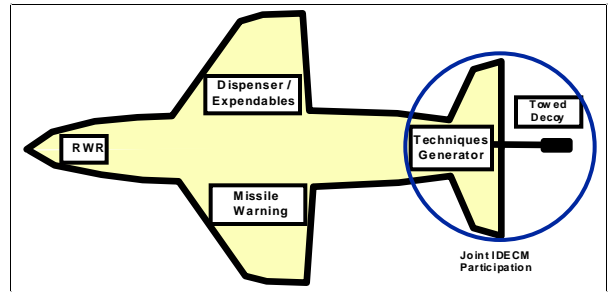 Dispenser /
Expendables
RWR
Techniques
Generator
Towed
Decoy
Missile
Warning
Joint IDECM
Participation